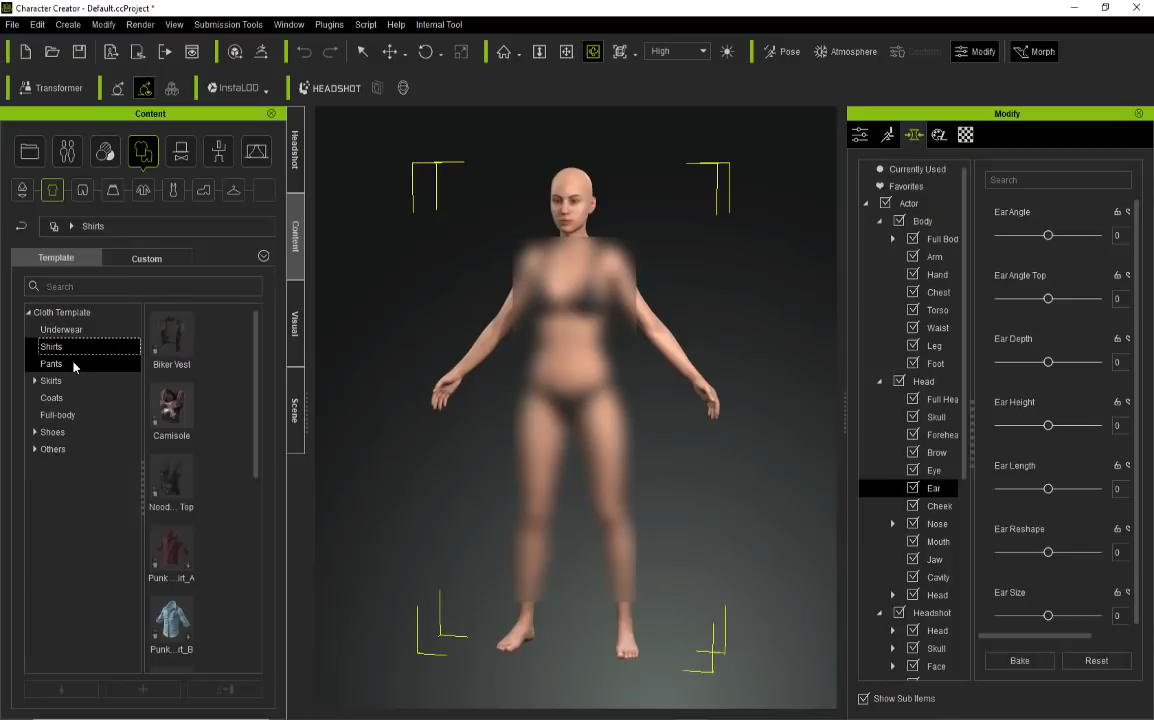 Character Creator - Default.ccProject *
File Edit Create Modify Render View Submission Tools Window Plugins Script Help Internal Tool
High Pose Atmosphere Conform Modify Morph
Transformer InstaLOD HEADSHOT
Content
Shirts
Template Custom
Search
Cloth Template
Underwear
Shirts
Pants
Skirts
Coats
Full-body
Shoes
Others
Biker Vest
Camisole
Nood... Top
Punk ...irt_A
Punk...rt_B
Headshot
Content
Visual
Scene
Modify
Currently Used
Favorites
Actor
Body
Full Bod
Arm
Hand
Chest
Torso
Waist
Leg
Foot
Head
Full Hea
Skull
Forehea
Brow
Eye
Ear
Cheek
Nose
Mouth
Jaw
Cavity
Head
Headshot
Head
Skull
Face
Search
Ear Angle
0
Ear Angle Top
0
Ear Depth
0
Ear Height
0
Ear Length
0
Ear Reshape
0
Ear Size
0
Bake Reset
Show Sub Items